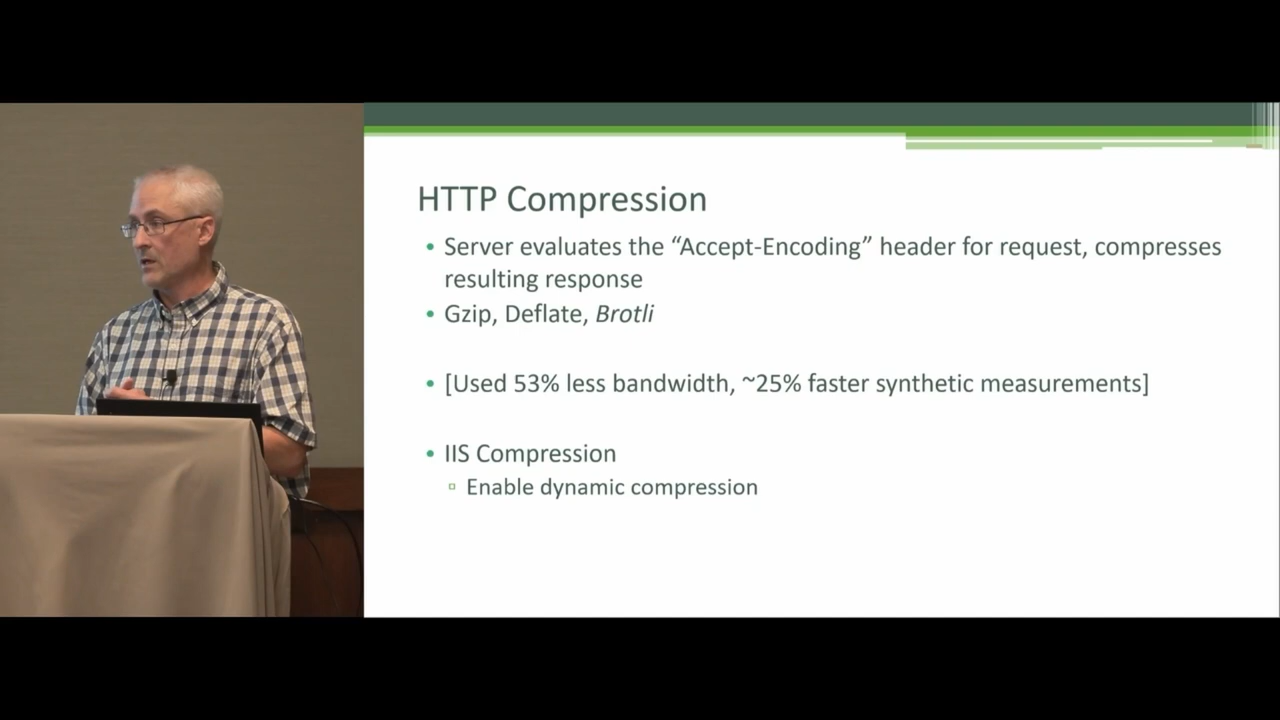 HTTP Compression
• Server evaluates the “Accept-Encoding” header for request, compresses
resulting response
• Gzip, Deflate, Brotli
• [Used 53% less bandwidth, ~25% faster synthetic measurements]
• IIS Compression
▫ Enable dynamic compression